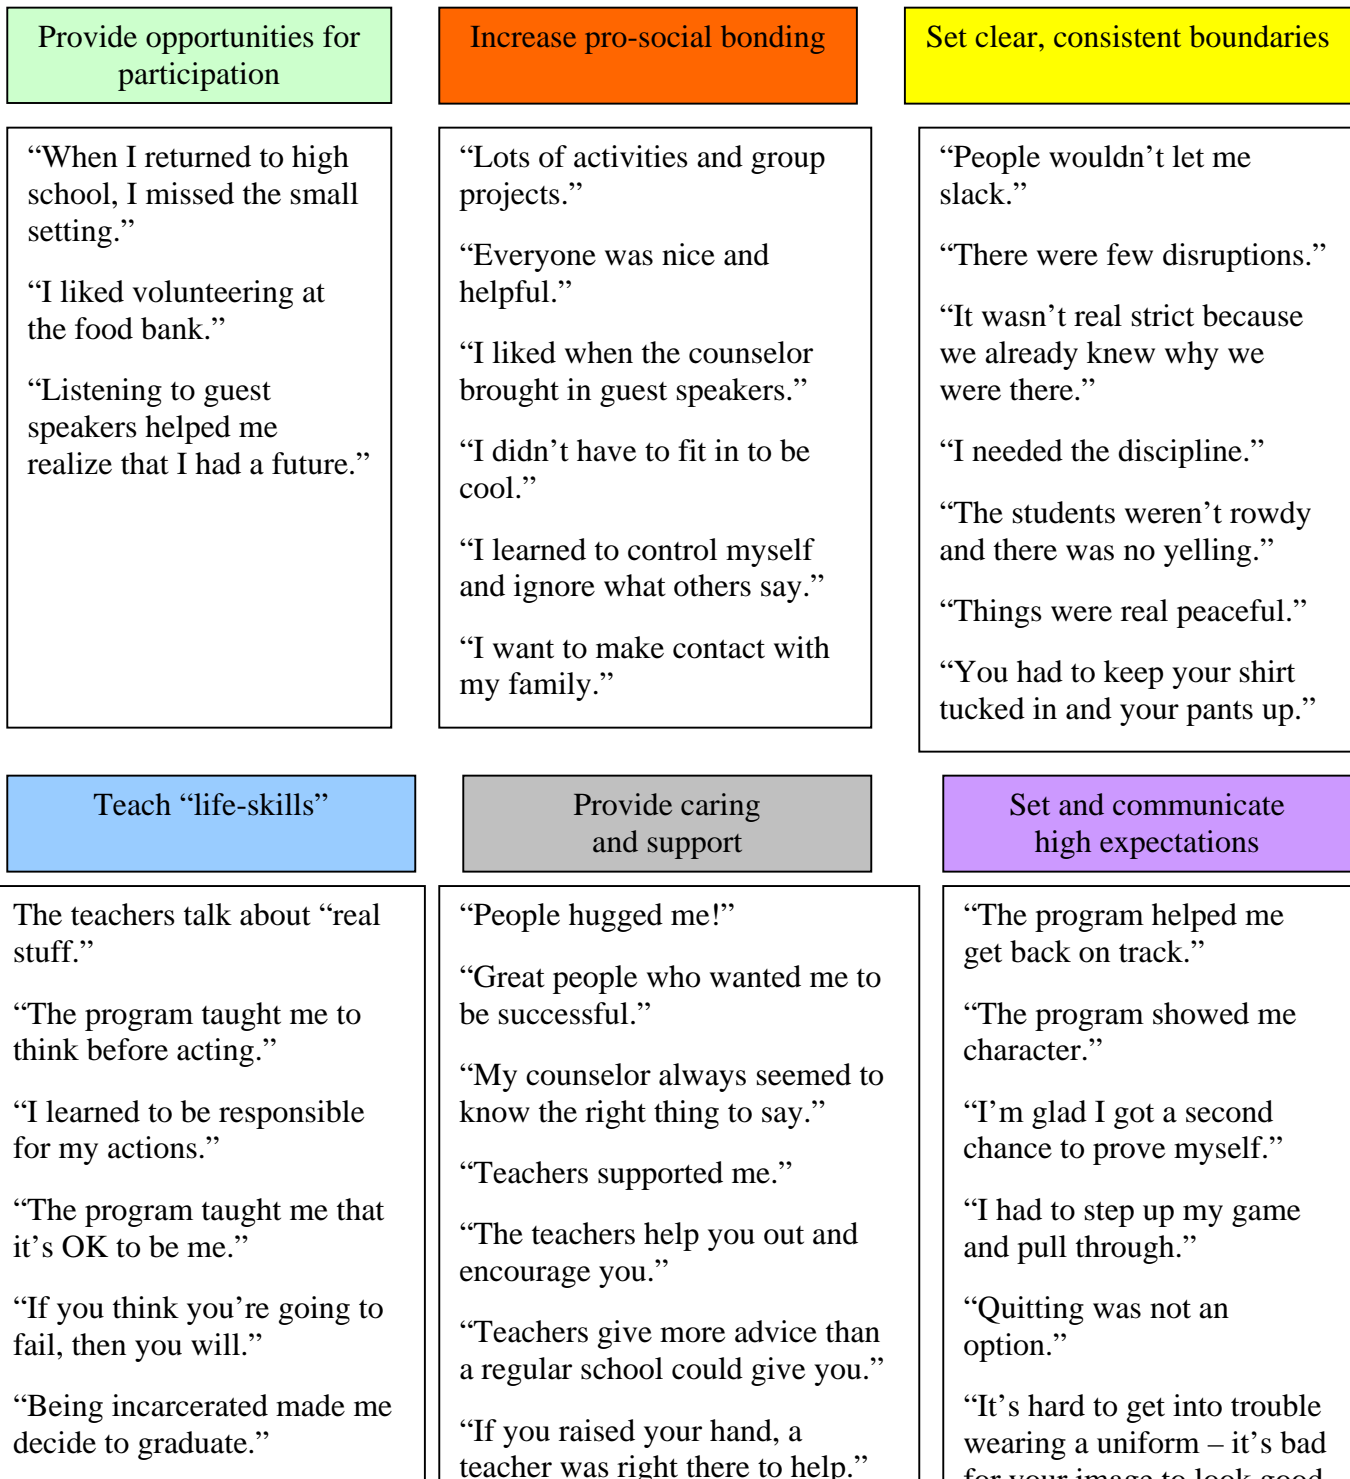 Provide opportunities for
participation
“When I returned to high
school, I missed the small
setting.”
“I liked volunteering at
the food bank.”
“Listening to guest
speakers helped me
realize that I had a future.”
Increase pro-social bonding
“Lots of activities and group
projects.”
“Everyone was nice and
helpful.”
“I liked when the counselor
brought in guest speakers.”
“I didn’t have to fit in to be
cool.”
“I learned to control myself
and ignore what others say.”
“I want to make contact with
my family.”
Set clear, consistent boundaries
“People wouldn’t let me
slack.”
“There were few disruptions.”
“It wasn’t real strict because
we already knew why we
were there.”
“I needed the discipline.”
“The students weren’t rowdy
and there was no yelling.”
“Things were real peaceful.”
“You had to keep your shirt
tucked in and your pants up.”
Teach “life-skills”
The teachers talk about “real
stuff.”
“The program taught me to
think before acting.”
“I learned to be responsible
for my actions.”
“The program taught me that
it’s OK to be me.”
“If you think you’re going to
fail, then you will.”
“Being incarcerated made me
decide to graduate.”
Provide caring
and support
“People hugged me!”
“Great people who wanted me to
be successful.”
“My counselor always seemed to
know the right thing to say.”
“Teachers supported me.”
“The teachers help you out and
encourage you.”
“Teachers give more advice than
a regular school could give you.”
“If you raised your hand, a
teacher was right there to help.”
Set and communicate
high expectations
“The program helped me
get back on track.”
“The program showed me
character.”
“I’m glad I got a second
chance to prove myself.”
“I had to step up my game
and pull through.”
“Quitting was not an
option.”
“It’s hard to get into trouble
wearing a uniform – it’s bad
for your image to look good